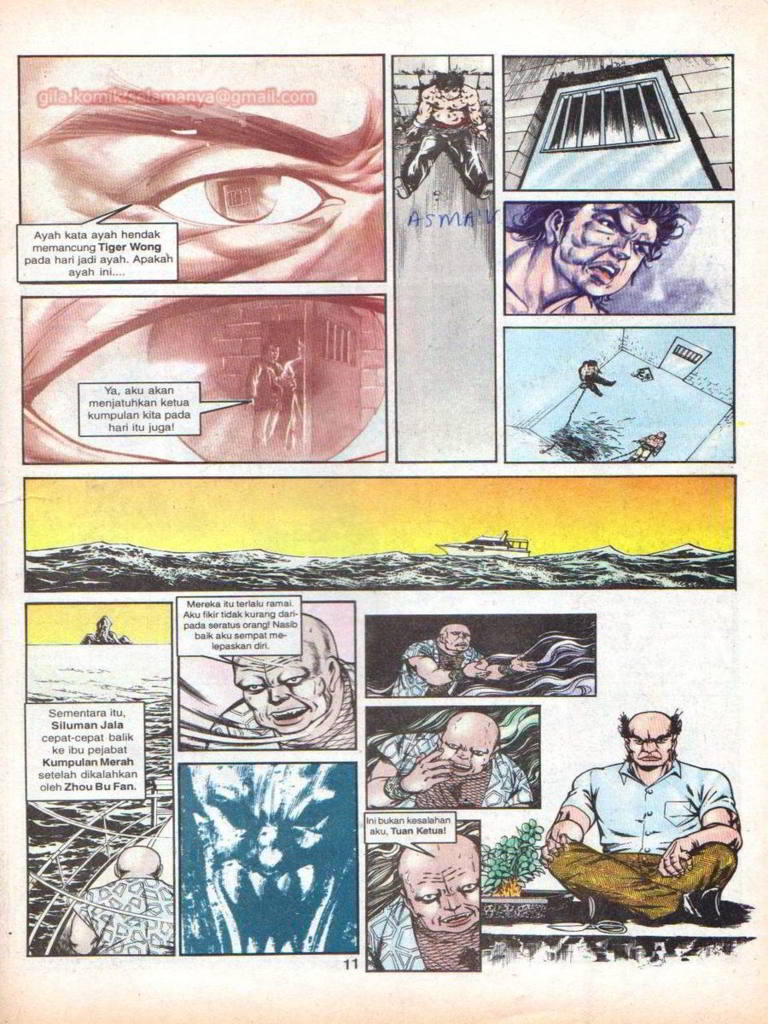 gila.komik.selamanya@gmail.com
Ayah kata ayah hendak
memancung Tiger Wong
pada hari jadi ayah. Apakah
ayah ini....
ASMA'
Ya, aku akan
menjatuhkan ketua
kumpulan kita pada
hari itu juga!
Sementara itu,
Siluman Jala
cepat-cepat balik
ke ibu pejabat
Kumpulan Merah
setelah dikalahkan
oleh Zhou Bu Fan.
Mereka itu terlalu ramai.
Aku fikir tidak kurang dari-
pada seratus orang! Nasib
baik aku sempat me-
lepaskan diri.
Ini bukan kesalahan
aku, Tuan Ketua!
11